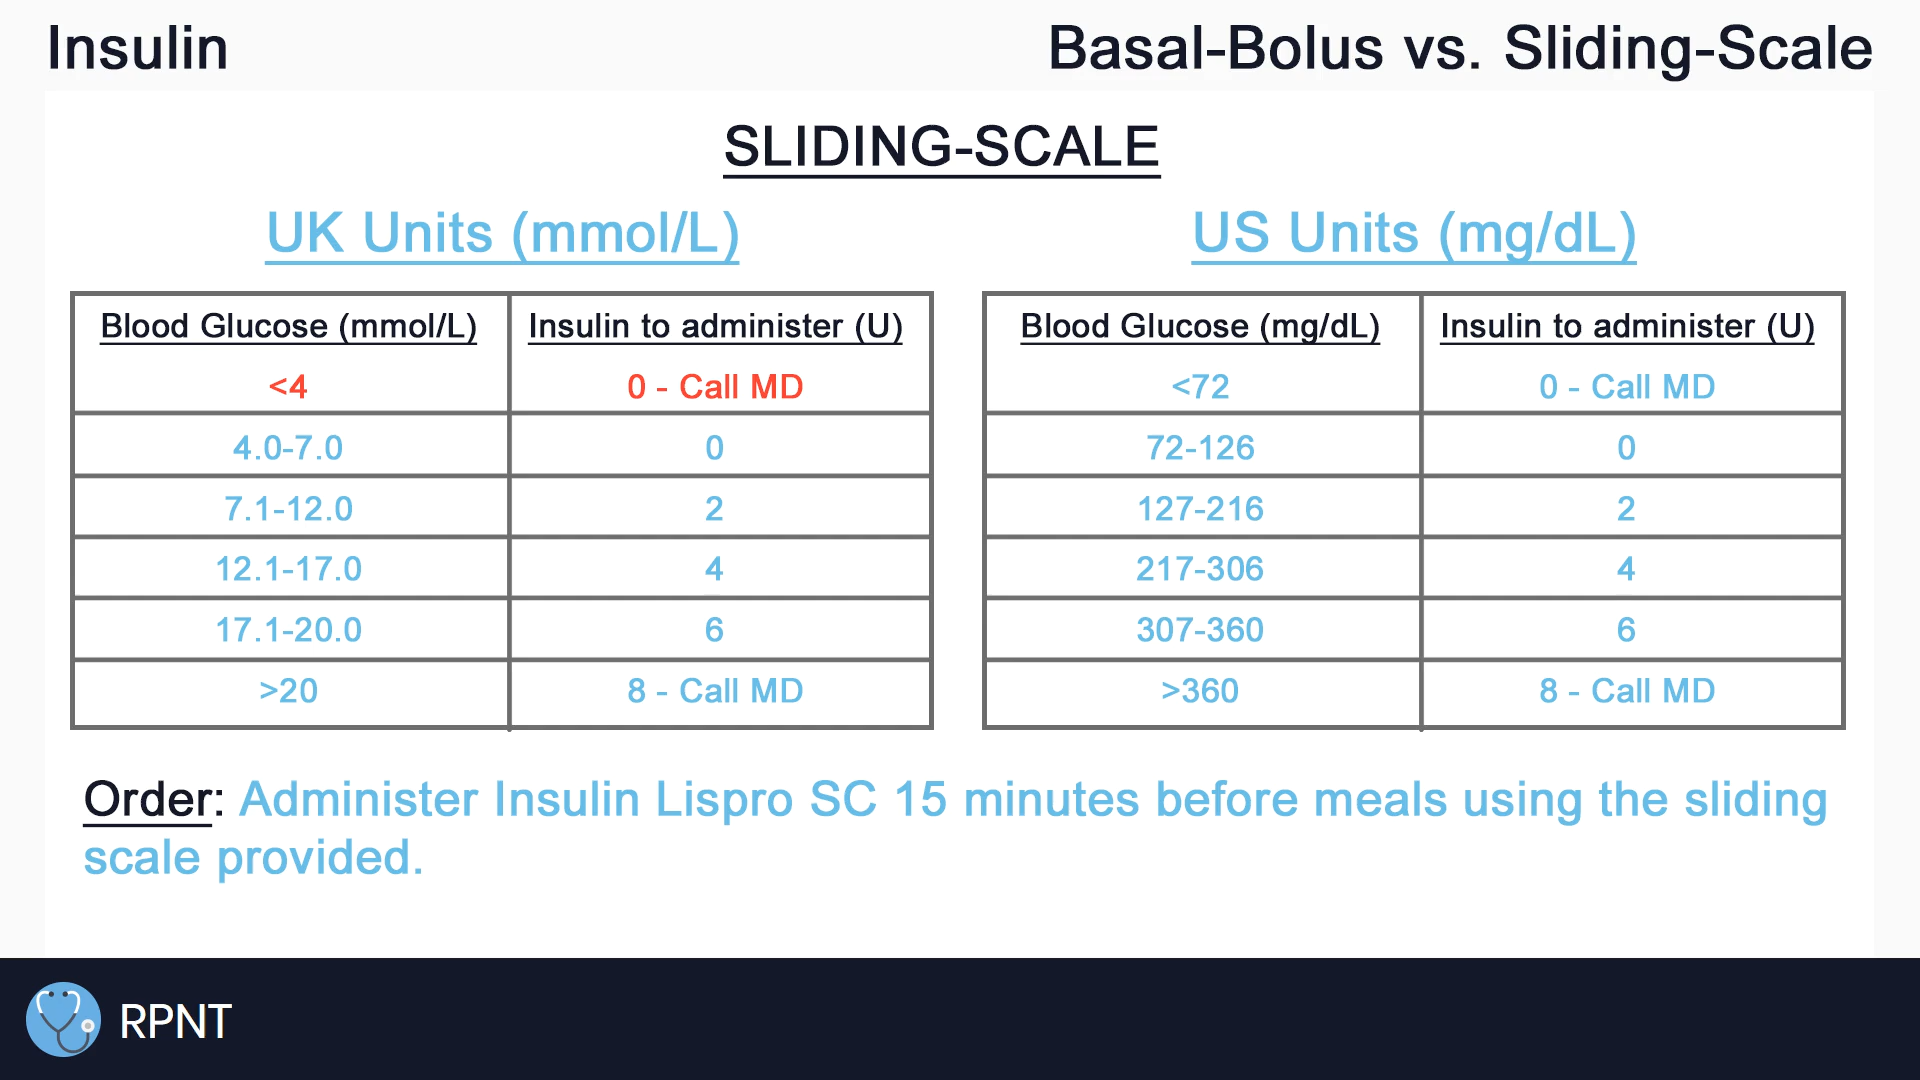 Insulin
Basal-Bolus vs. Sliding-Scale
SLIDING-SCALE
UK Units (mmol/L)
Blood Glucose (mmol/L) Insulin to administer (U)
<4 0 - Call MD
4.0-7.0 0
7.1-12.0 2
12.1-17.0 4
17.1-20.0 6
>20 8 - Call MD
US Units (mg/dL)
Blood Glucose (mg/dL) Insulin to administer (U)
<72 0 - Call MD
72-126 0
127-216 2
217-306 4
307-360 6
>360 8 - Call MD
Order: Administer Insulin Lispro SC 15 minutes before meals using the sliding
scale provided.
RPNT